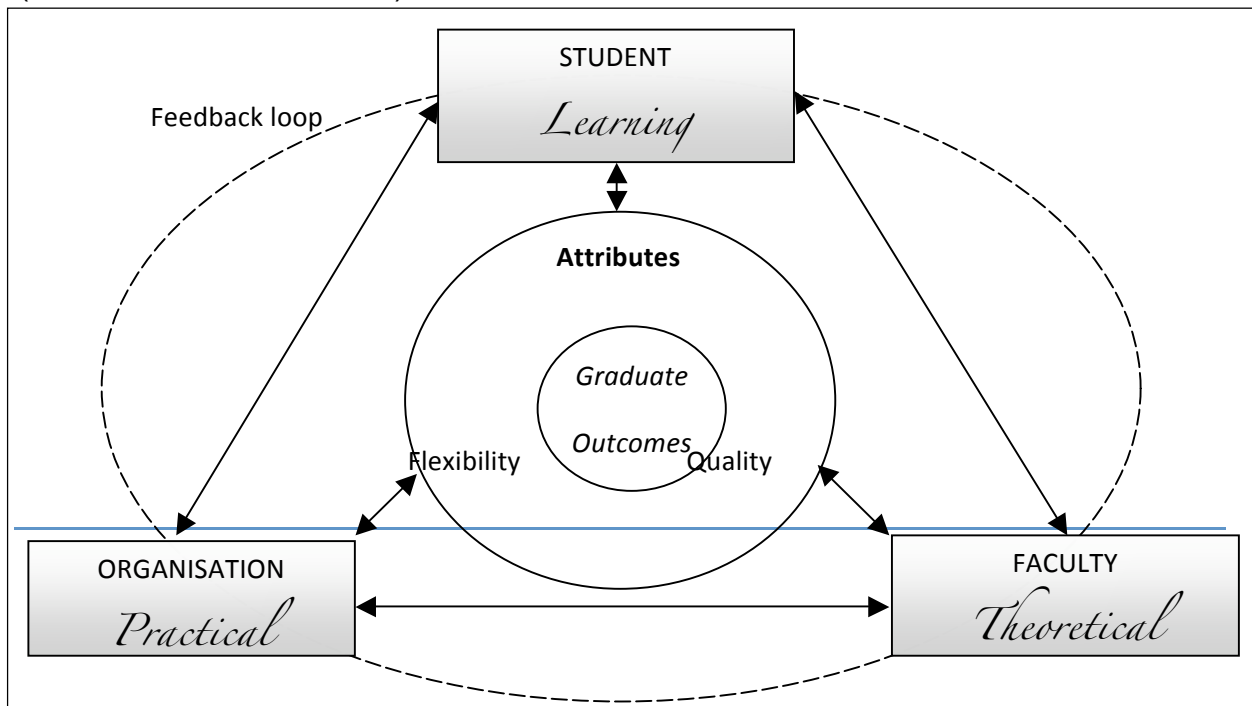 STUDENT
Learning
Feedback loop
Attributes
Graduate
Outcomes
Flexibility
Quality
ORGANISATION
Practical
FACULTY
Theoretical